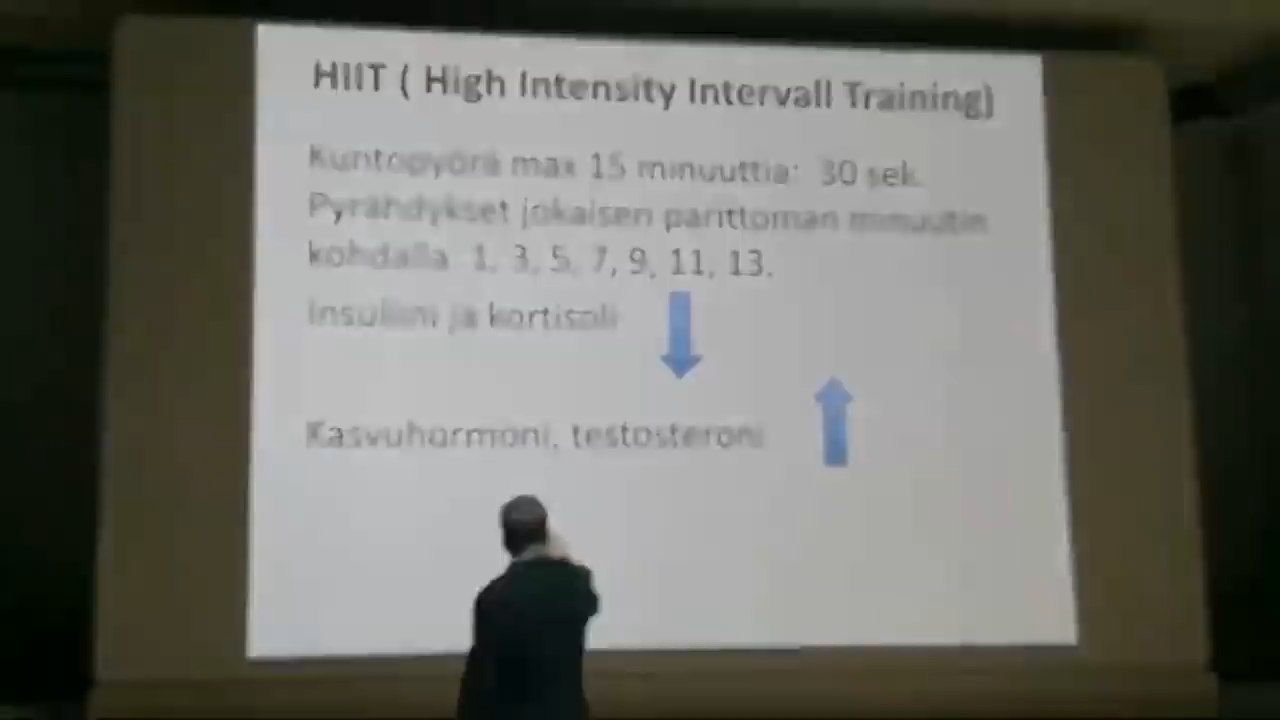 HIIT ( High Intensity Intervall Training)
Kuntopyörä max 15 minuuttia: 30 sek.
Pyrähdykset jokaisen parittoman minuutin
kohdalla 1, 3, 5, 7, 9, 11, 13.
Insuliini ja kortisoli
Kasvuhormoni, testosteroni